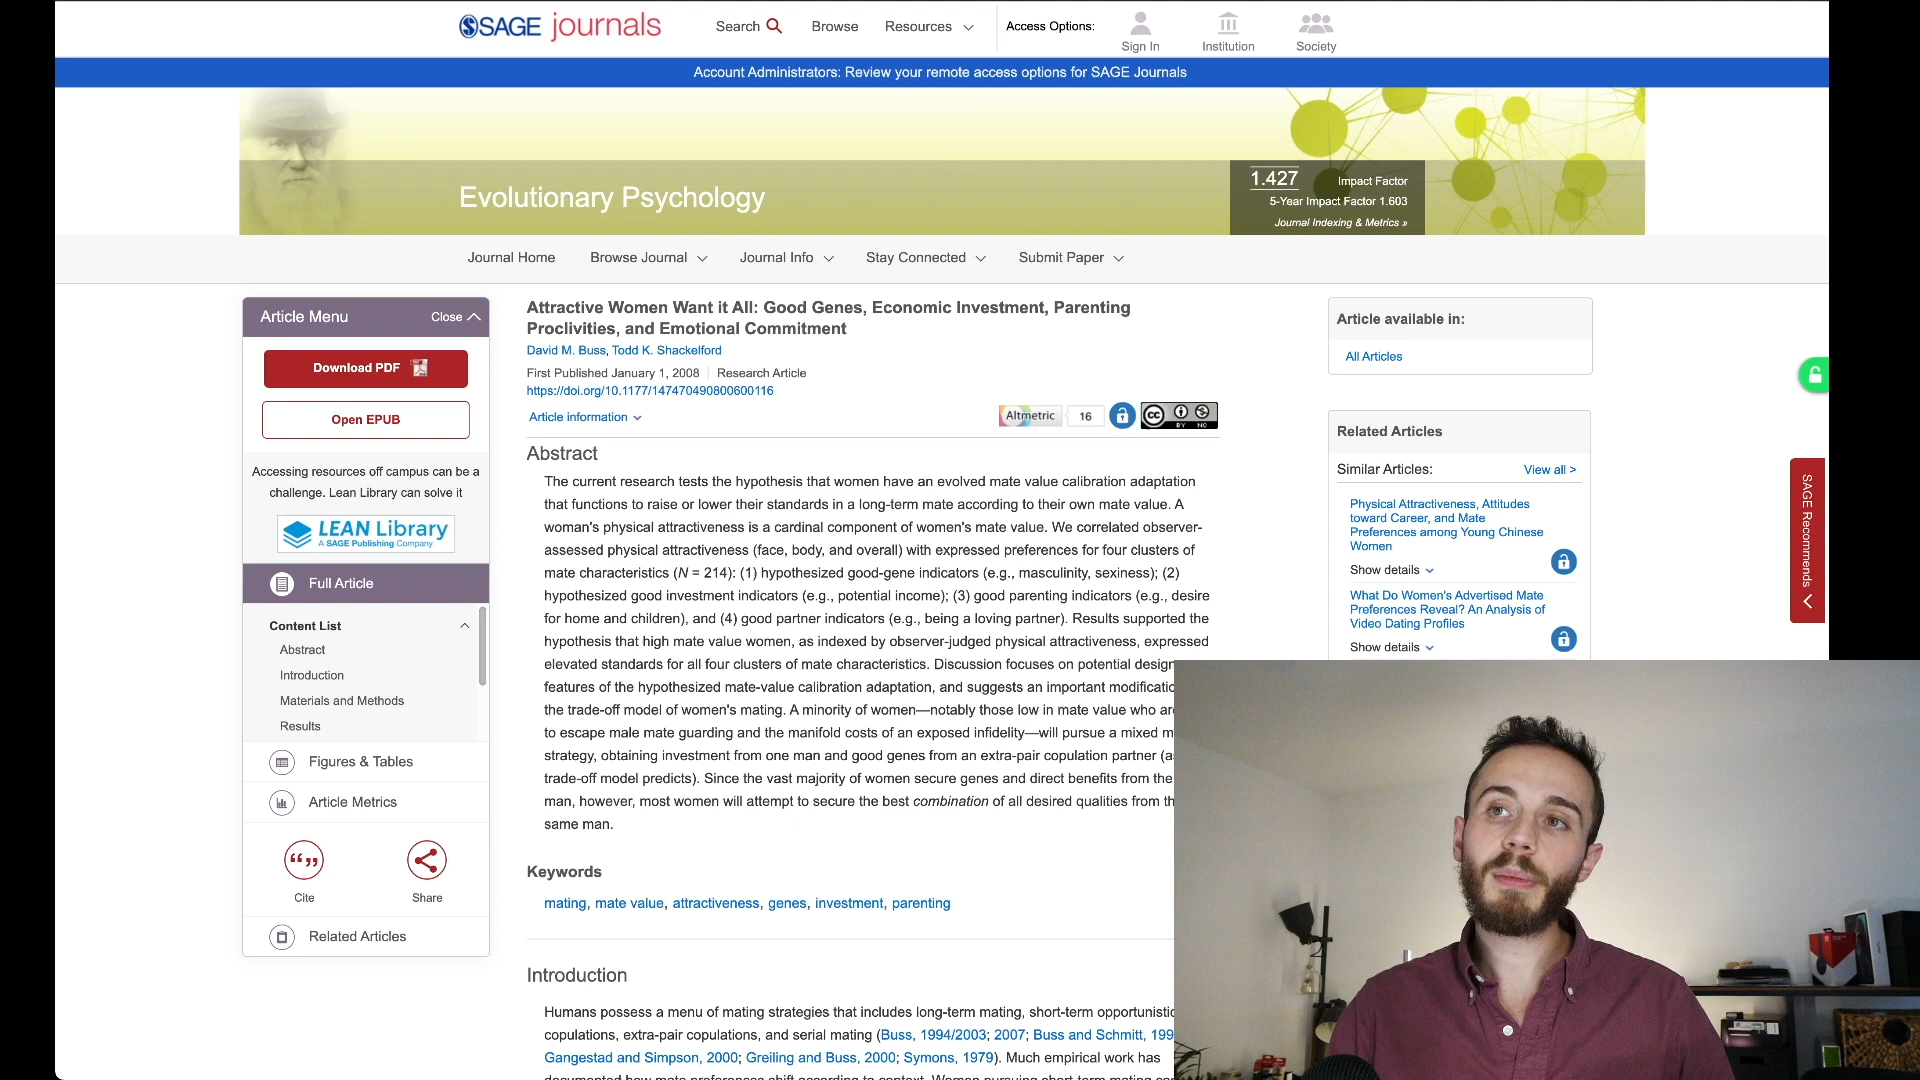 SAGE journals
Search
Browse
Resources
Access Options:
Sign In
Institution
Society
Account Administrators: Review your remote access options for SAGE Journals
Evolutionary Psychology
1.427 Impact Factor
5-Year Impact Factor 1.603
Journal Indexing & Metrics »
Journal Home
Browse Journal
Journal Info
Stay Connected
Submit Paper
Article Menu
Close
Download PDF
Open EPUB
Accessing resources off campus can be a
challenge. Lean Library can solve it
LEAN Library
A SAGE Publishing Company
Full Article
Content List
Abstract
Introduction
Materials and Methods
Results
Figures & Tables
Article Metrics
Cite
Share
Related Articles
Attractive Women Want it All: Good Genes, Economic Investment, Parenting
Proclivities, and Emotional Commitment
David M. Buss, Todd K. Shackelford
First Published January 1, 2008 | Research Article
https://doi.org/10.1177/147470490800600116
Article information
Altmetric 16
cc BY NC
Abstract
The current research tests the hypothesis that women have an evolved mate value calibration adaptation
that functions to raise or lower their standards in a long-term mate according to their own mate value. A
woman's physical attractiveness is a cardinal component of women's mate value. We correlated observer-
assessed physical attractiveness (face, body, and overall) with expressed preferences for four clusters of
mate characteristics (N = 214): (1) hypothesized good-gene indicators (e.g., masculinity, sexiness); (2)
hypothesized good investment indicators (e.g., potential income); (3) good parenting indicators (e.g., desire
for home and children), and (4) good partner indicators (e.g., being a loving partner). Results supported the
hypothesis that high mate value women, as indexed by observer-judged physical attractiveness, expressed
elevated standards for all four clusters of mate characteristics. Discussion focuses on potential design
features of the hypothesized mate-value calibration adaptation, and suggests an important modificatio
the trade-off model of women's mating. A minority of women—notably those low in mate value who ar
to escape male mate guarding and the manifold costs of an exposed infidelity—will pursue a mixed m
strategy, obtaining investment from one man and good genes from an extra-pair copulation partner (a
trade-off model predicts). Since the vast majority of women secure genes and direct benefits from the
man, however, most women will attempt to secure the best combination of all desired qualities from th
same man.
Keywords
mating, mate value, attractiveness, genes, investment, parenting
Introduction
Humans possess a menu of mating strategies that includes long-term mating, short-term opportunistic
copulations, extra-pair copulations, and serial mating (Buss, 1994/2003; 2007; Buss and Schmitt, 199
Gangestad and Simpson, 2000; Greiling and Buss, 2000; Symons, 1979). Much empirical work has
Article available in:
All Articles
Related Articles
Similar Articles:
View all >
Physical Attractiveness, Attitudes
toward Career, and Mate
Preferences among Young Chinese
Women
Show details
What Do Women's Advertised Mate
Preferences Reveal? An Analysis of
Video Dating Profiles
Show details
SAGE Recommends